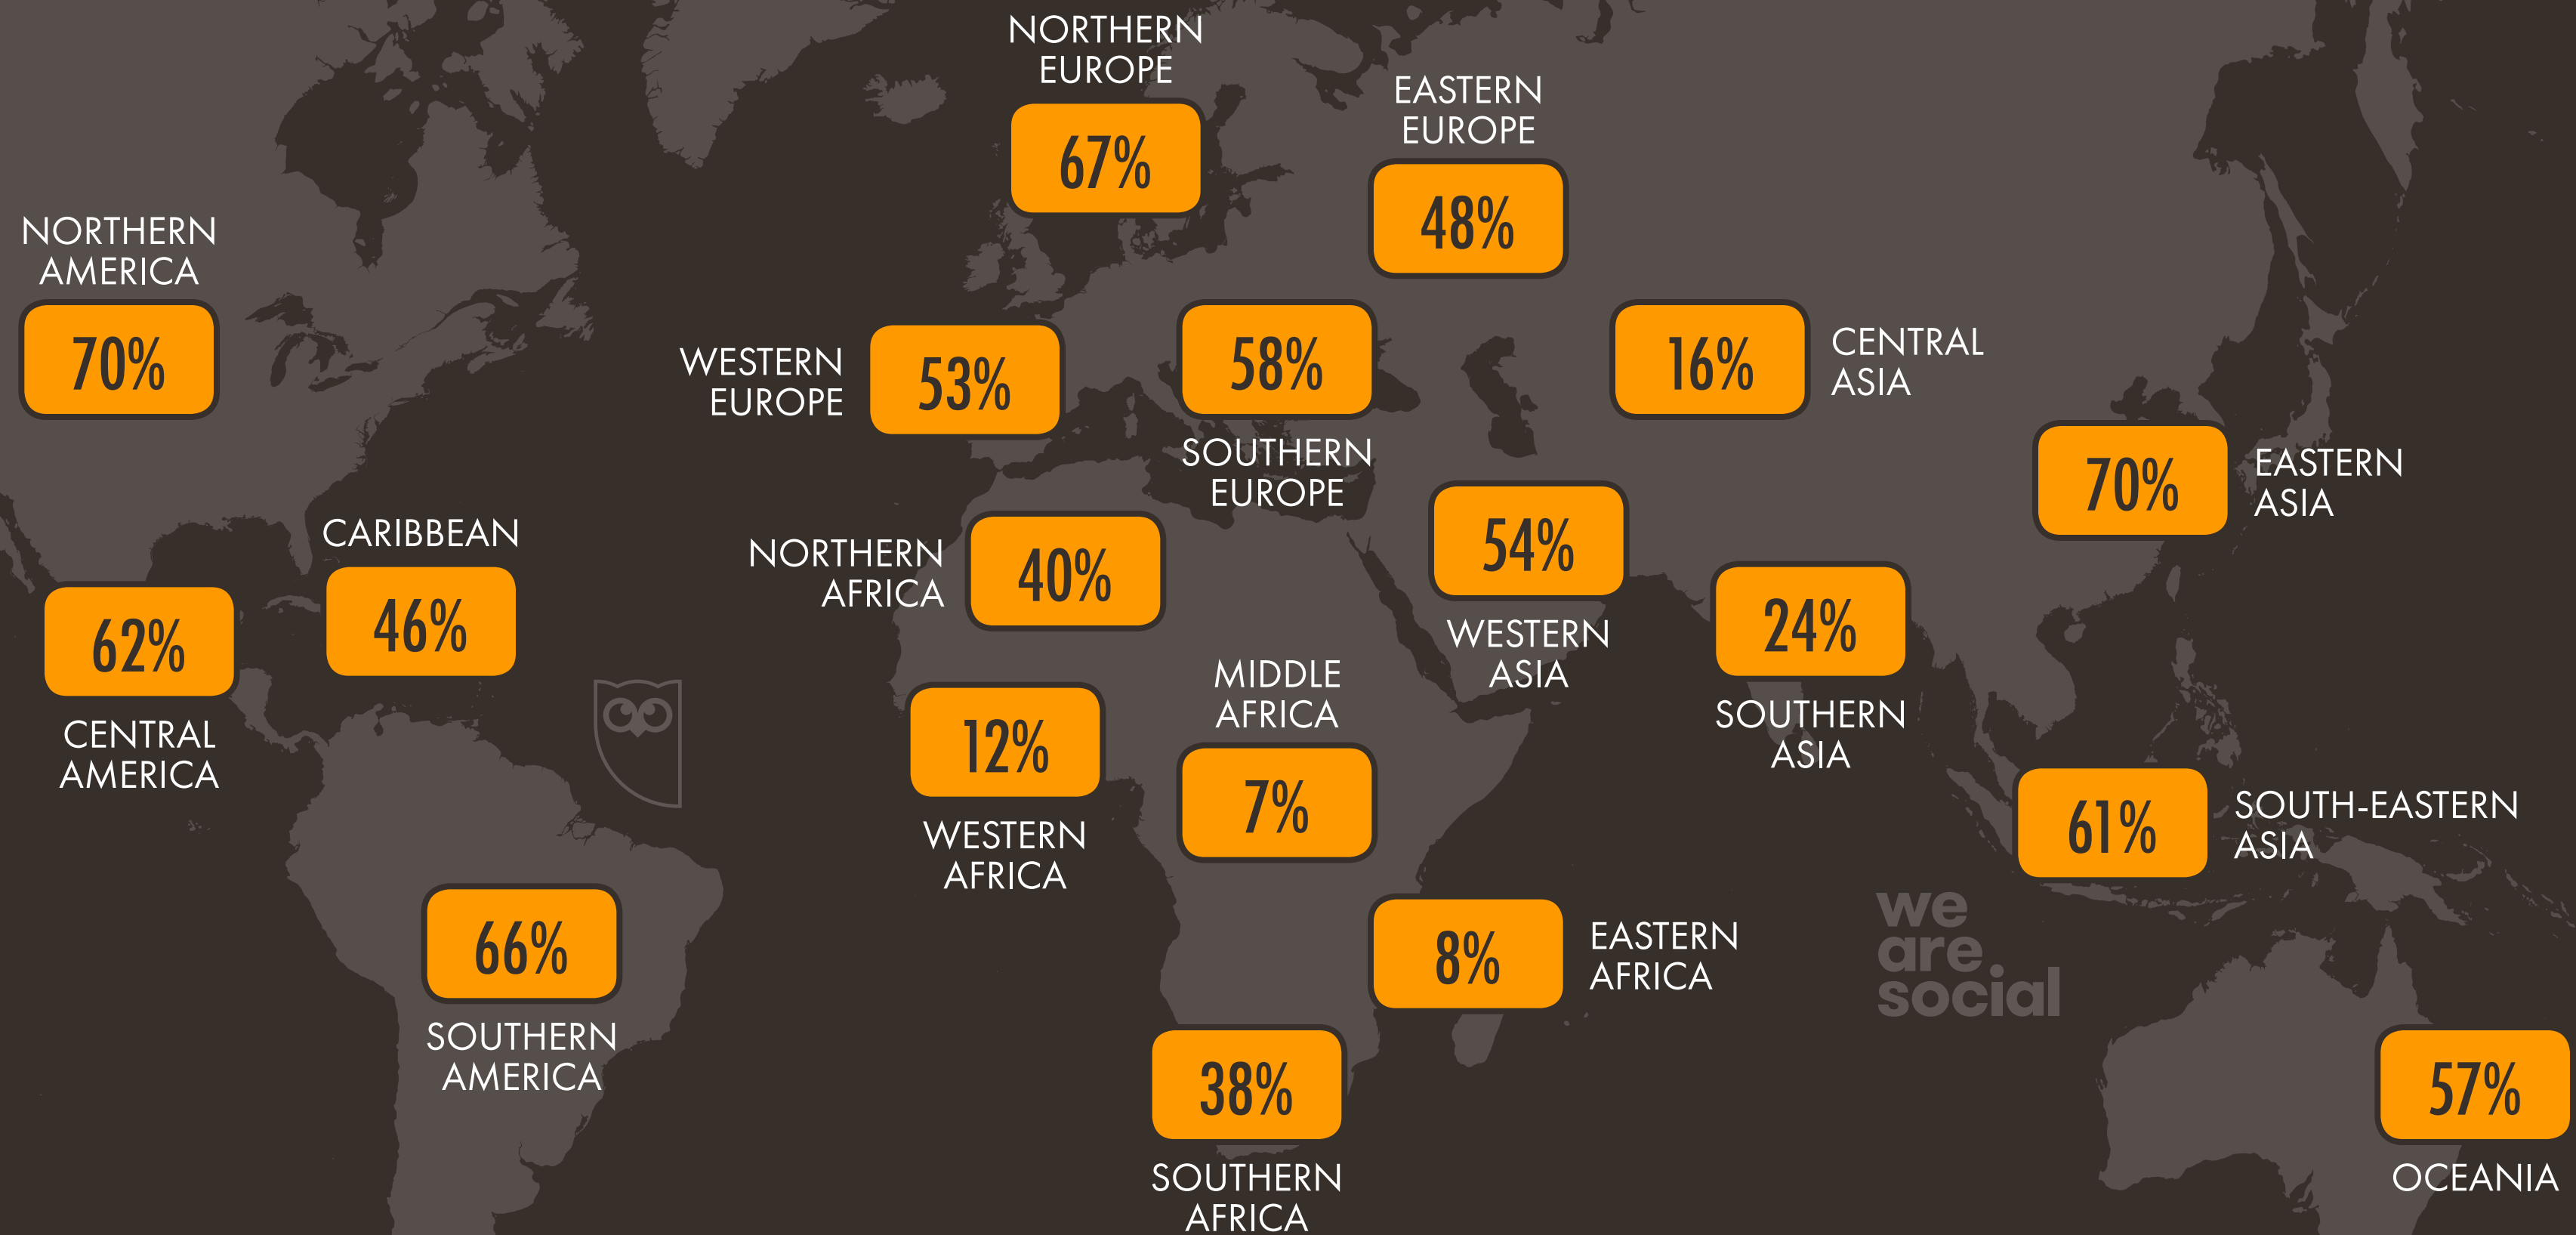 NORTHERN
EUROPE
67%
EASTERN
EUROPE
48%
NORTHERN
AMERICA
70%
WESTERN
EUROPE
53%
58%
SOUTHERN
EUROPE
16%
CENTRAL
ASIA
70%
EASTERN
ASIA
CARIBBEAN
46%
62%
CENTRAL
AMERICA
NORTHERN
AFRICA
40%
54%
WESTERN
ASIA
24%
SOUTHERN
ASIA
12%
WESTERN
AFRICA
MIDDLE
AFRICA
7%
61%
SOUTH-EASTERN
ASIA
66%
SOUTHERN
AMERICA
8%
EASTERN
AFRICA
we
are
social
38%
SOUTHERN
AFRICA
57%
OCEANIA